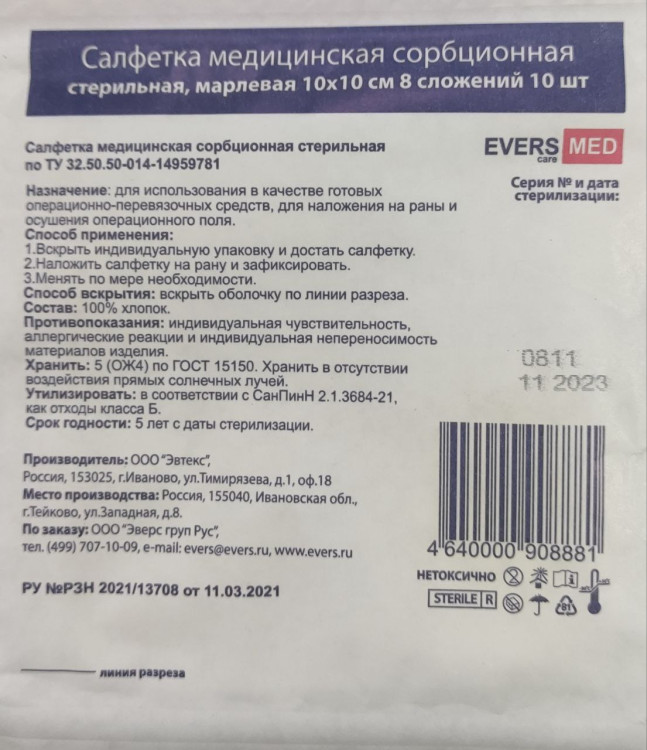 Салфетка медицинская сорбционная
стерильная, марлевая 10х10 см 8 сложений 10 шт
Салфетка медицинская сорбционная стерильная
по ТУ 32.50.50-014-14959781
EVERS MED
care
Серия № и дата
стерилизации:
Назначение: для использования в качестве готовых
операционно-перевязочных средств, для наложения на раны и
осушения операционного поля.
Способ применения:
1.Вскрыть индивидуальную упаковку и достать салфетку.
2.Наложить салфетку на рану и зафиксировать.
3.Менять по мере необходимости.
Способ вскрытия: вскрыть оболочку по линии разреза.
Состав: 100% хлопок.
Противопоказания: индивидуальная чувствительность,
аллергические реакции и индивидуальная непереносимость
материалов изделия.
Хранить: 5 (ОЖ4) по ГОСТ 15150. Хранить в отсутствии
воздействия прямых солнечных лучей.
Утилизировать: в соответствии с СанПинН 2.1.3684-21,
как отходы класса Б.
Срок годности: 5 лет с даты стерилизации.
0811
11 2023
Производитель: ООО "Эвтекс",
Россия, 153025, г.Иваново, ул.Тимирязева, д.1, оф.18
Место производства: Россия, 155040, Ивановская обл.,
г.Тейково, ул.Западная, д.8.
По заказу: ООО "Эверс груп Рус",
тел. (499) 707-10-09, e-mail: evers@evers.ru, www.evers.ru
4 640000 908881
НЕТОКСИЧНО
STERILE R
81
РУ №РЗН 2021/13708 от 11.03.2021
линия разреза